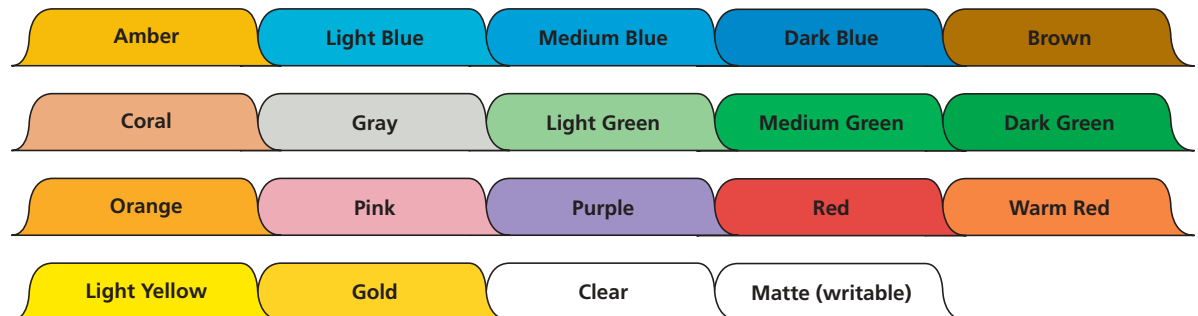 Amber Light Blue Medium Blue Dark Blue Brown
Coral Gray Light Green Medium Green Dark Green
Orange Pink Purple Red Warm Red
Light Yellow Gold Clear Matte (writable)